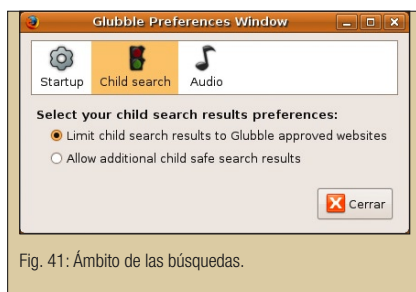 Glubble Preferences Window
Startup Child search Audio
Select your child search results preferences:
Limit child search results to Glubble approved websites
Allow additional child safe search results
Cerrar
Fig. 41: Ámbito de las búsquedas.